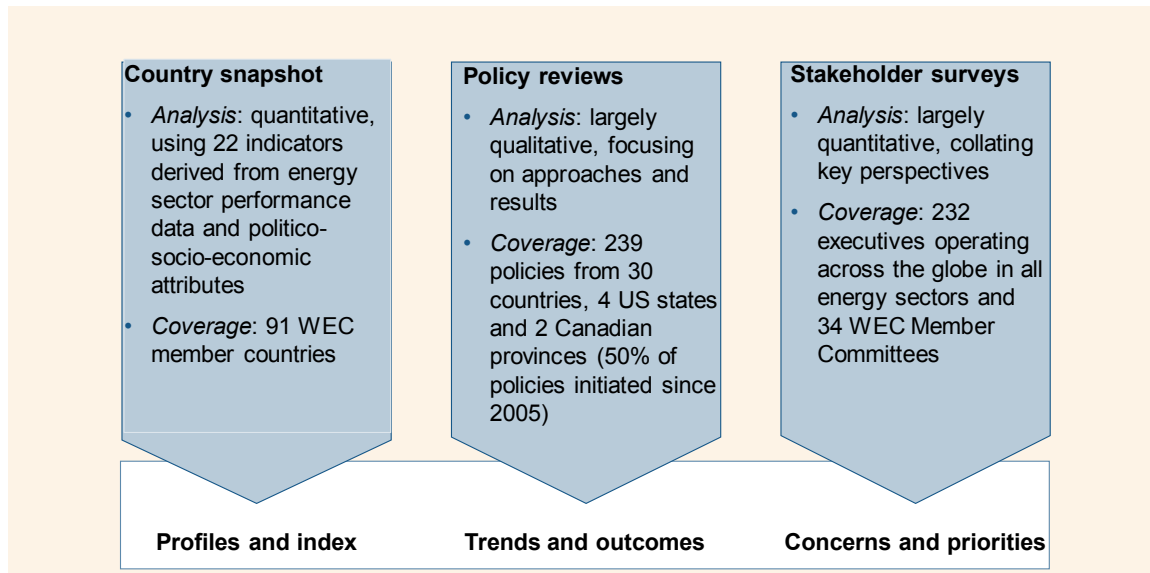 Country snapshot
• Analysis: quantitative,
using 22 indicators
derived from energy
sector performance
data and politico-
socio-economic
attributes
• Coverage: 91 WEC
member countries
Policy reviews
• Analysis: largely
qualitative, focusing
on approaches and
results
• Coverage: 239
policies from 30
countries, 4 US states
and 2 Canadian
provinces (50% of
policies initiated since
2005)
Stakeholder surveys
• Analysis: largely
quantitative, collating
key perspectives
• Coverage: 232
executives operating
across the globe in all
energy sectors and
34 WEC Member
Committees
Profiles and index
Trends and outcomes
Concerns and priorities